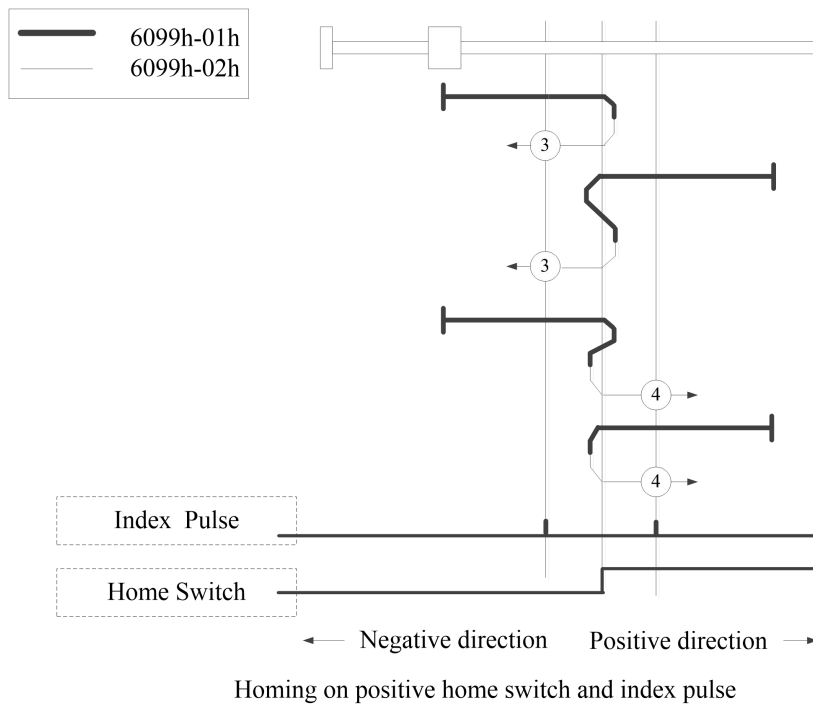 6099h-01h
6099h-02h
3
3
4
4
Index Pulse
Home Switch
Negative direction Positive direction
Homing on positive home switch and index pulse